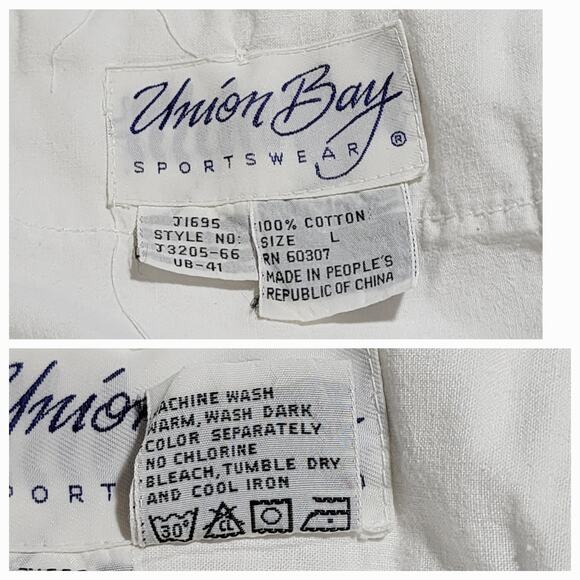 Union Bay
SPORTSWEAR ®
J1695
STYLE NO:
J3205-66
UB-41
100% COTTON
SIZE L
RN 60307
MADE IN PEOPLE'S
REPUBLIC OF CHINA
Union
PORT
MACHINE WASH
WARM, WASH DARK
COLOR SEPARATELY
NO CHLORINE
BLEACH, TUMBLE DRY
AND COOL IRON
30° CL